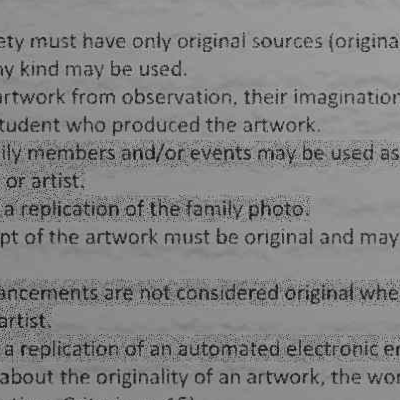 ety must have only original sources (origina
ny kind may be used.
artwork from observation, their imagination
tudent who produced the artwork.
ily members and/or events may be used as
or artist.
a replication of the family photo.
pt of the artwork must be original and may
ancements are not considered original whe
artist.
a replication of an automated electronic en
about the originality of an artwork, the wor